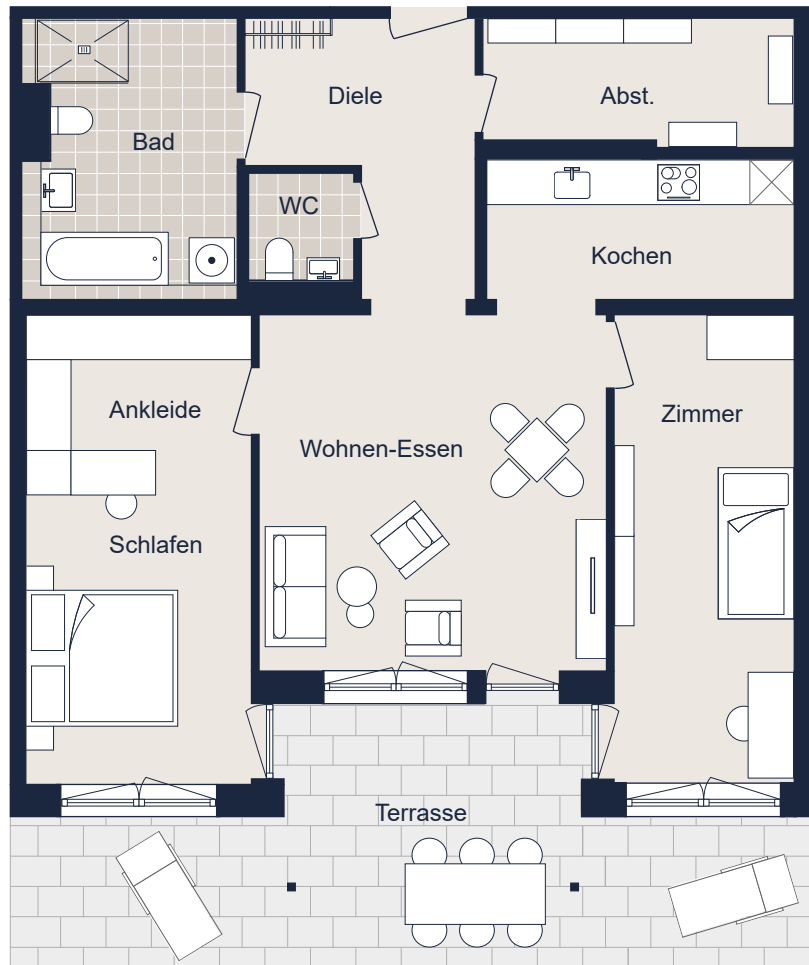 Diele
Abst.
Bad
WC
Kochen
Ankleide
Zimmer
Wohnen-Essen
Schlafen
Terrasse